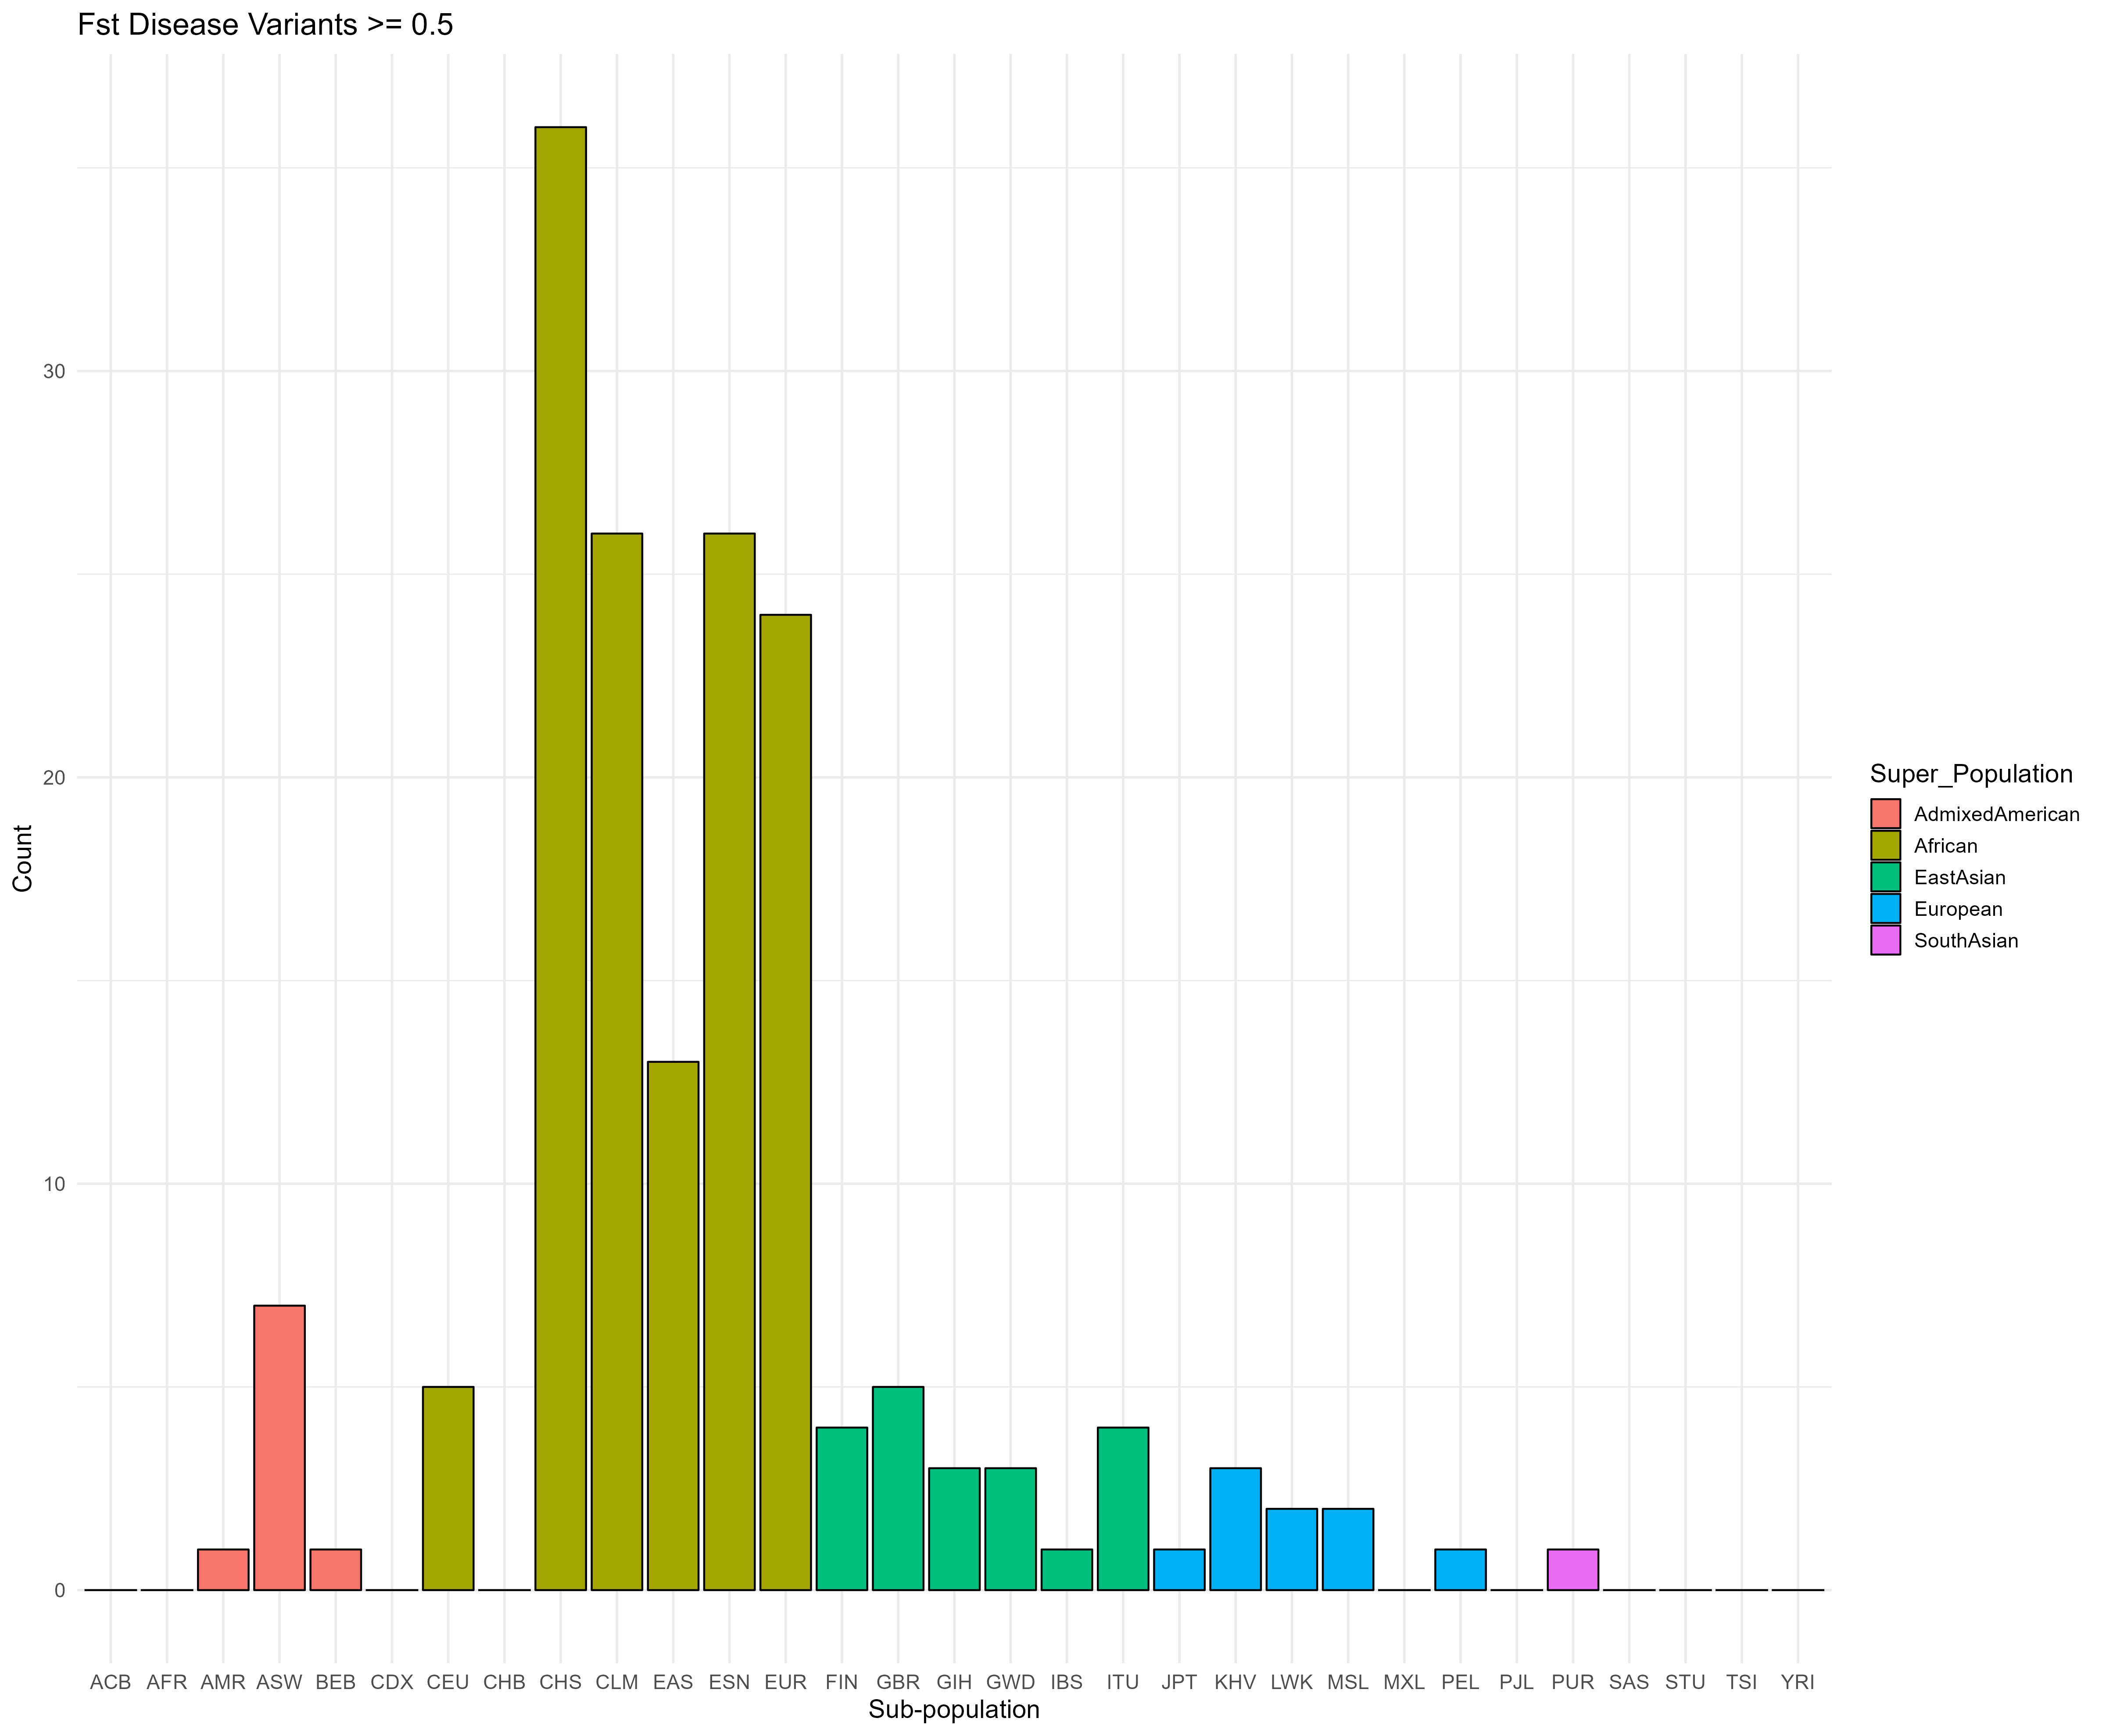 Fst Disease Variants >= 0.5
Count
30
20
10
0
ACB AFR AMR ASW BEB CDX CEU CHB CHS CLM EAS ESN EUR FIN GBR GIH GWD IBS ITU JPT KHV LWK MSL MXL PEL PJL PUR SAS STU TSI YRI
Sub-population
Super_Population
AdmixedAmerican
African
EastAsian
European
SouthAsian